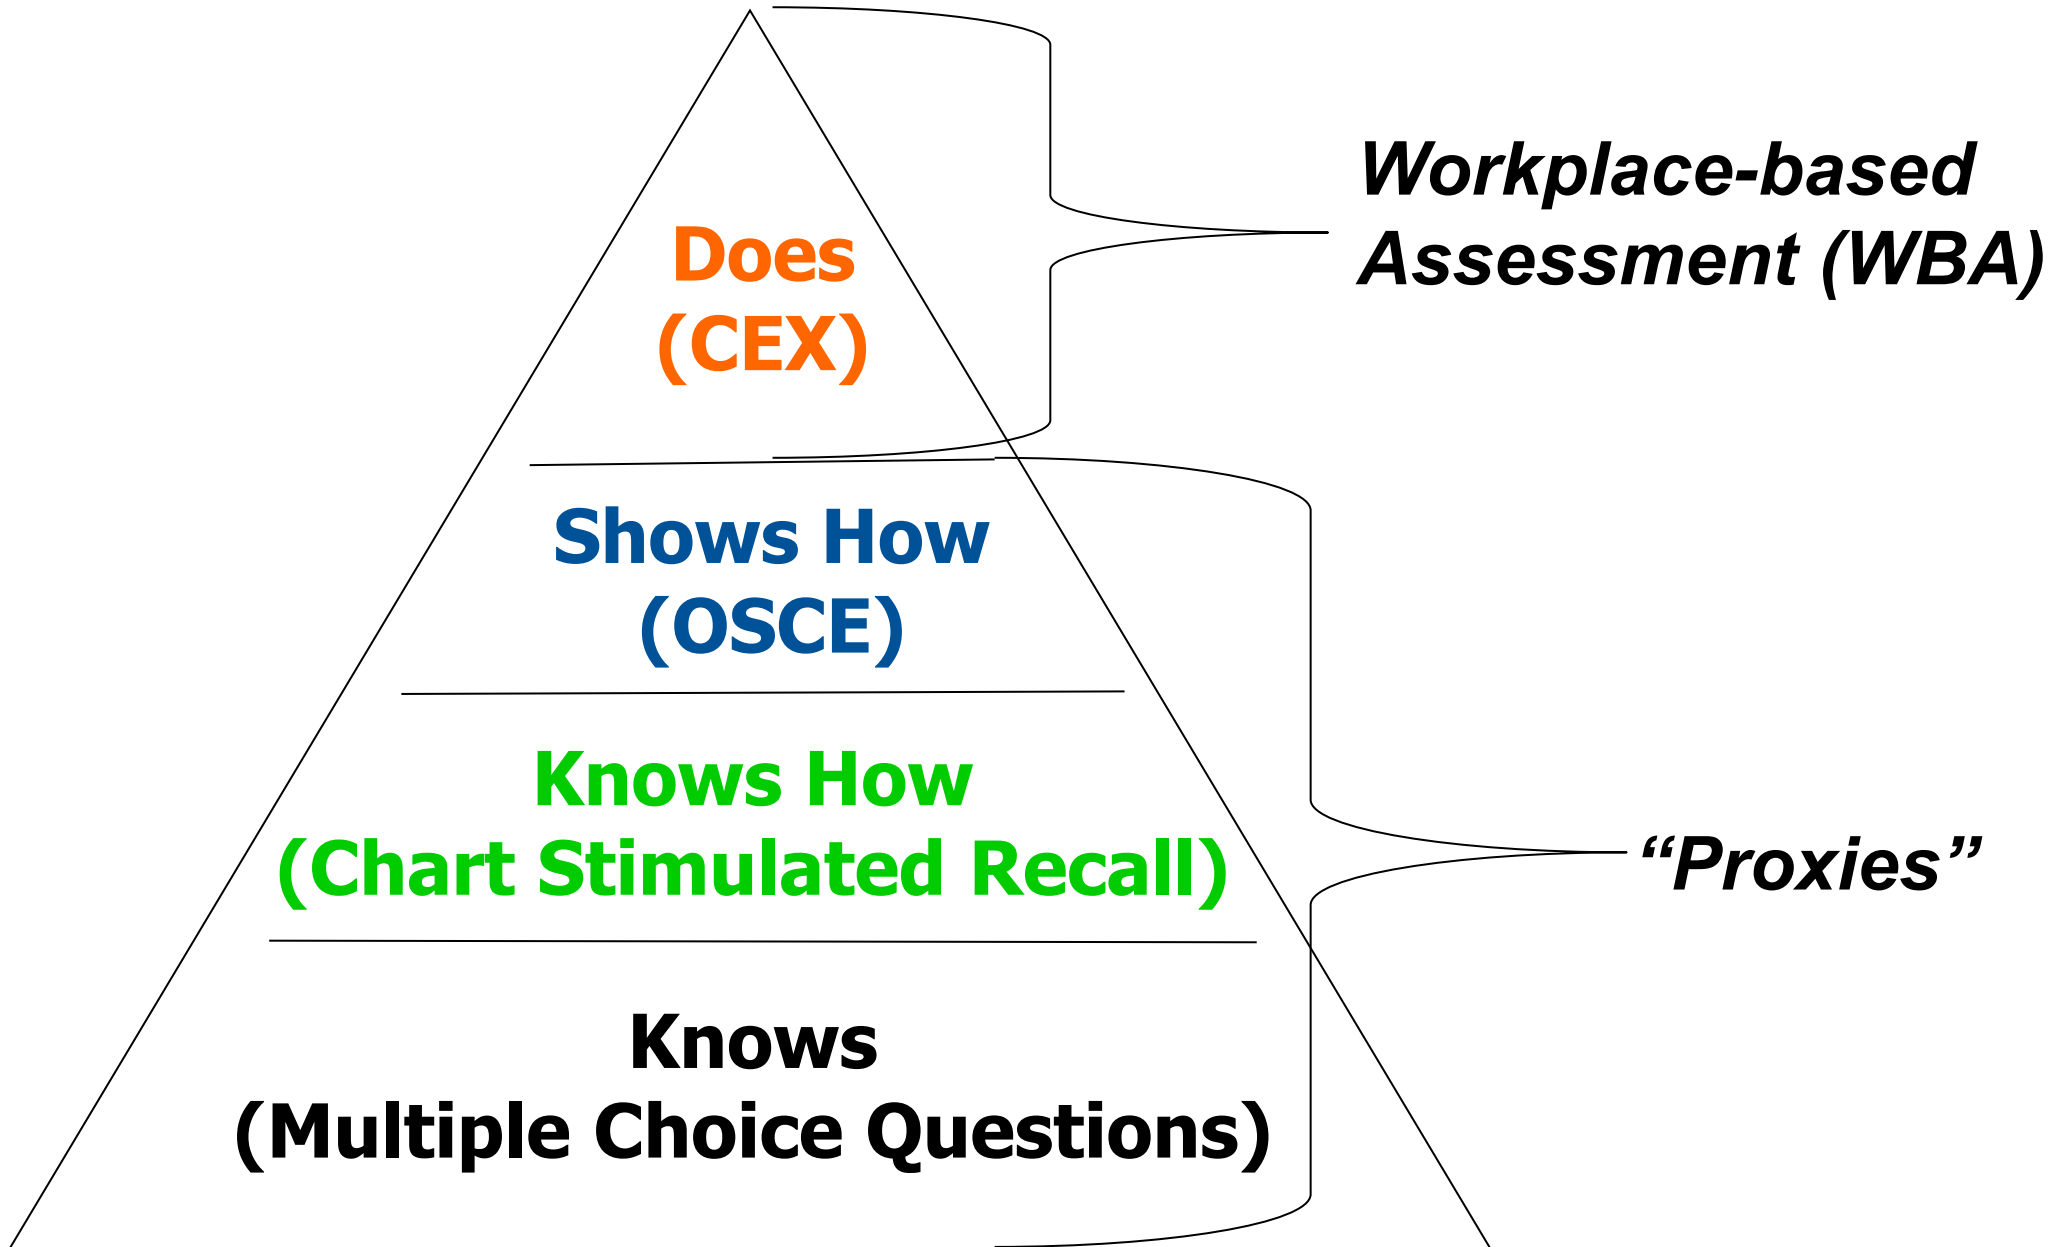 Does
(CEX)
Workplace-based
Assessment (WBA)
Shows How
(OSCE)
Knows How
(Chart Stimulated Recall)
“Proxies”
Knows
(Multiple Choice Questions)